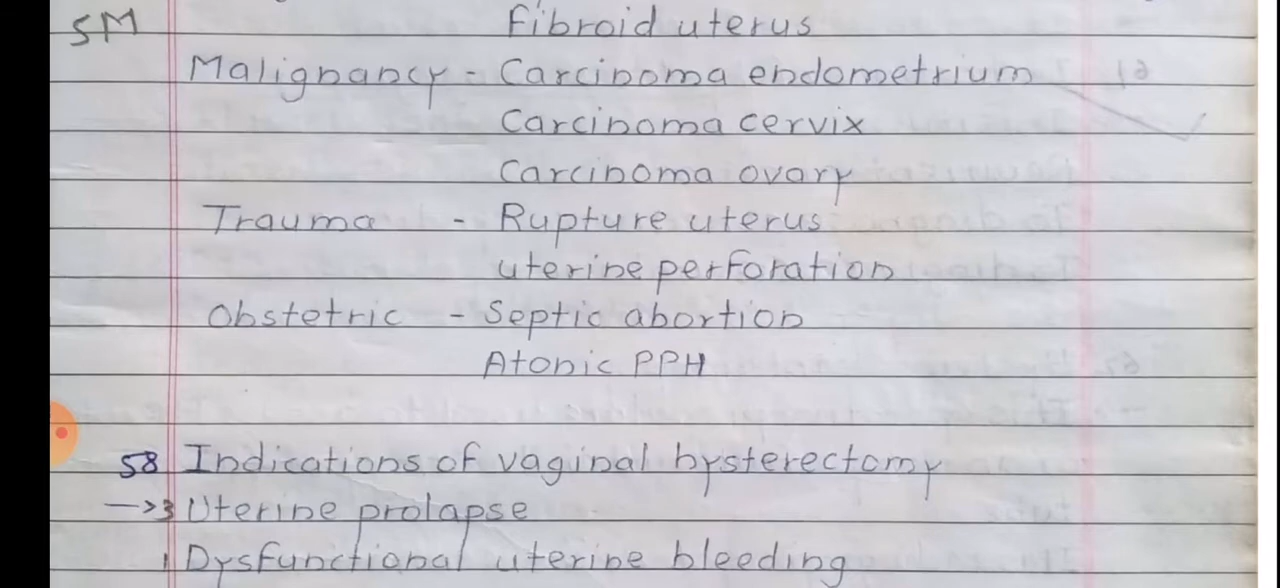 5M Fibroid uterus
Malignancy - Carcinoma endometrium
Carcinoma cervix
Carcinoma ovary
Trauma - Rupture uterus
uterine perforation
Obstetric - Septic abortion
Atonic PPH
58 Indications of vaginal hysterectomy
→3 Uterine prolapse
1 Dysfunctional uterine bleeding